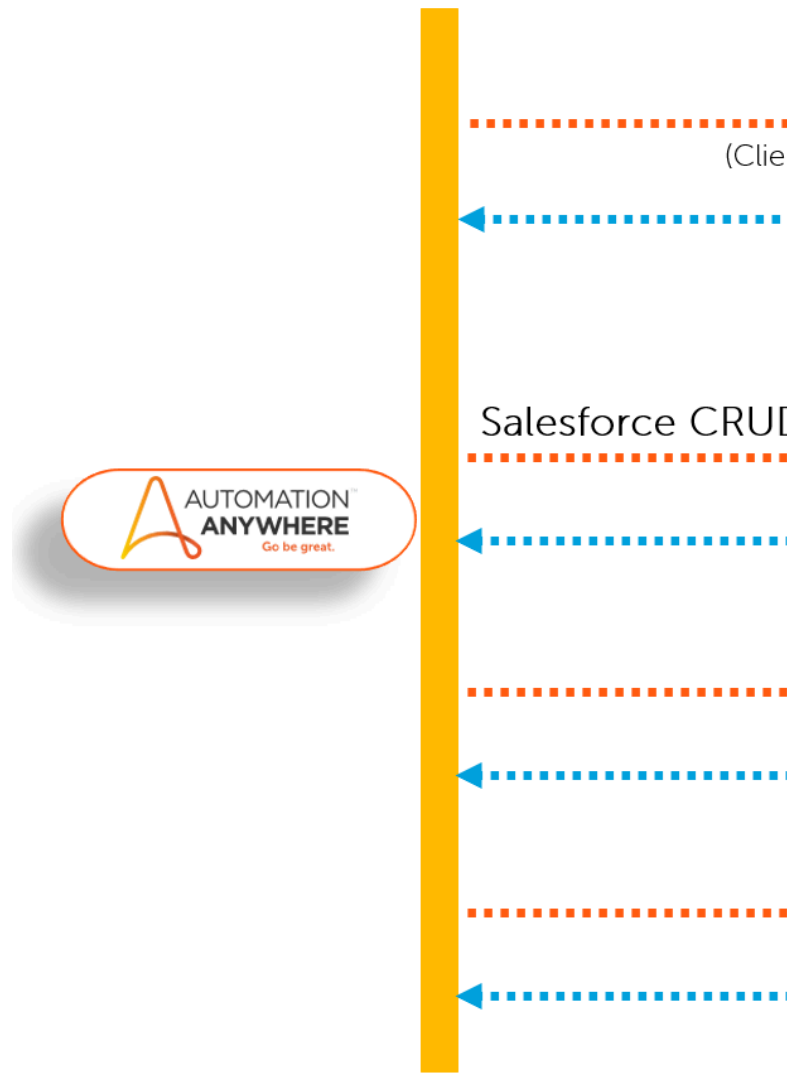 (Clie
Salesforce CRUD
AUTOMATION™
ANYWHERE
Go be great.